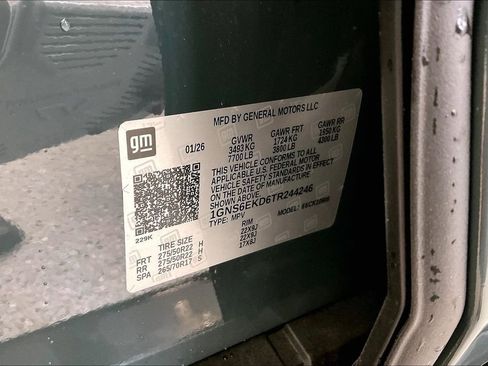 MFD BY GENERAL MOTORS LLC
gm
01/26
GVWR GAWR FRT GAWR RR
3493 KG 1724 KG 1950 KG
7700 LB 3800 LB 4300 LB
THIS VEHICLE CONFORMS TO ALL
APPLICABLE U.S. FEDERAL MOTOR
VEHICLE SAFETY STANDARDS IN
EFFECT ON THE DATE OF
MANUFACTURE SHOWN ABOVE.
1GNS6EKD6TR244246
TYPE: MPV MODEL:
229K
TIRE SIZE RIM
FRT 275/50R22 H 22X9J
RR 275/50R22 H 22X9J
SPA 265/70R17 S 17X8J